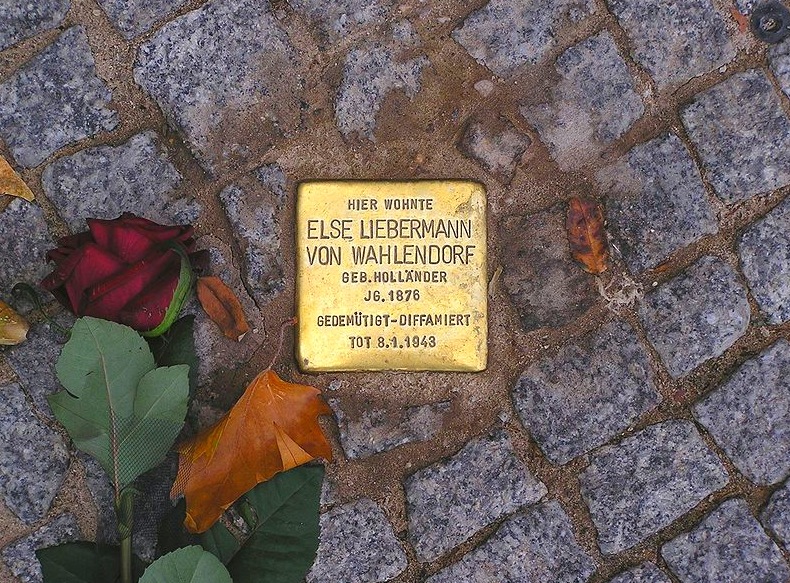 HIER WOHNTE
ELSE LIEBERMANN
VON WAHLENDORF
GEB. HOLLÄNDER
JG. 1876
GEDEMÜTIGT-DIFFAMIERT
TOT 8.1.1943